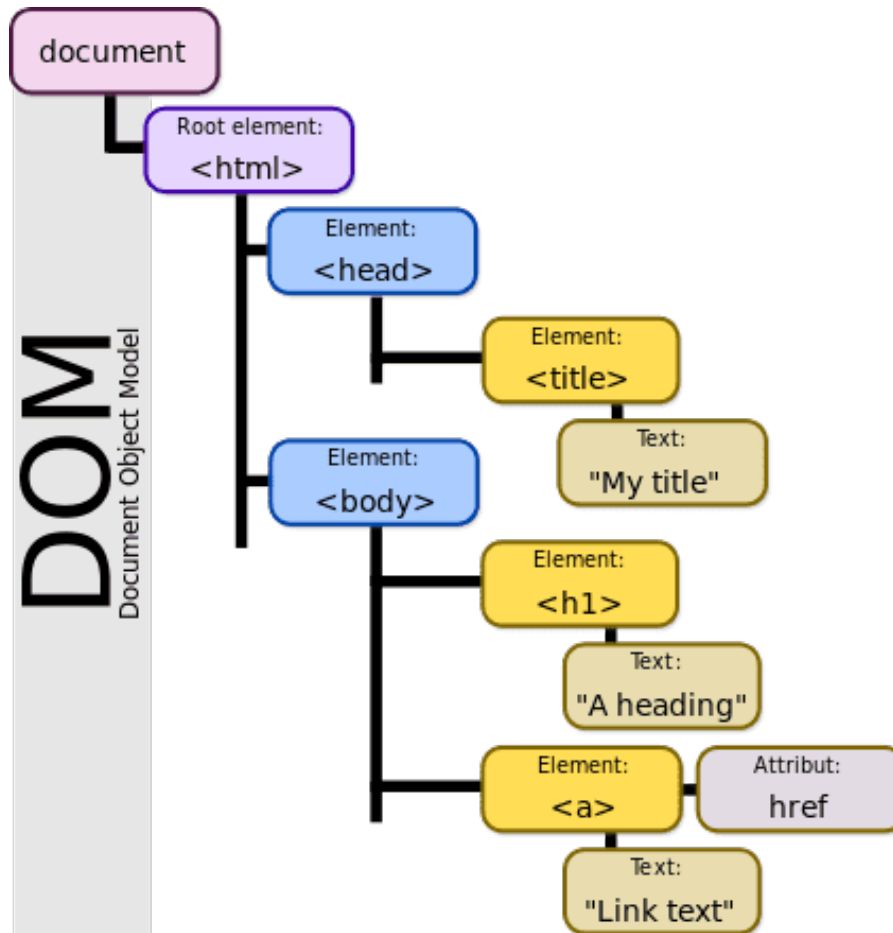 document
Root element:
<html>
Element:
<head>
Element:
<title>
Text:
"My title"
Element:
<body>
Element:
<h1>
Text:
"A heading"
Element:
<a>
Attribut:
href
Text:
"Link text"
DOM
Document Object Model